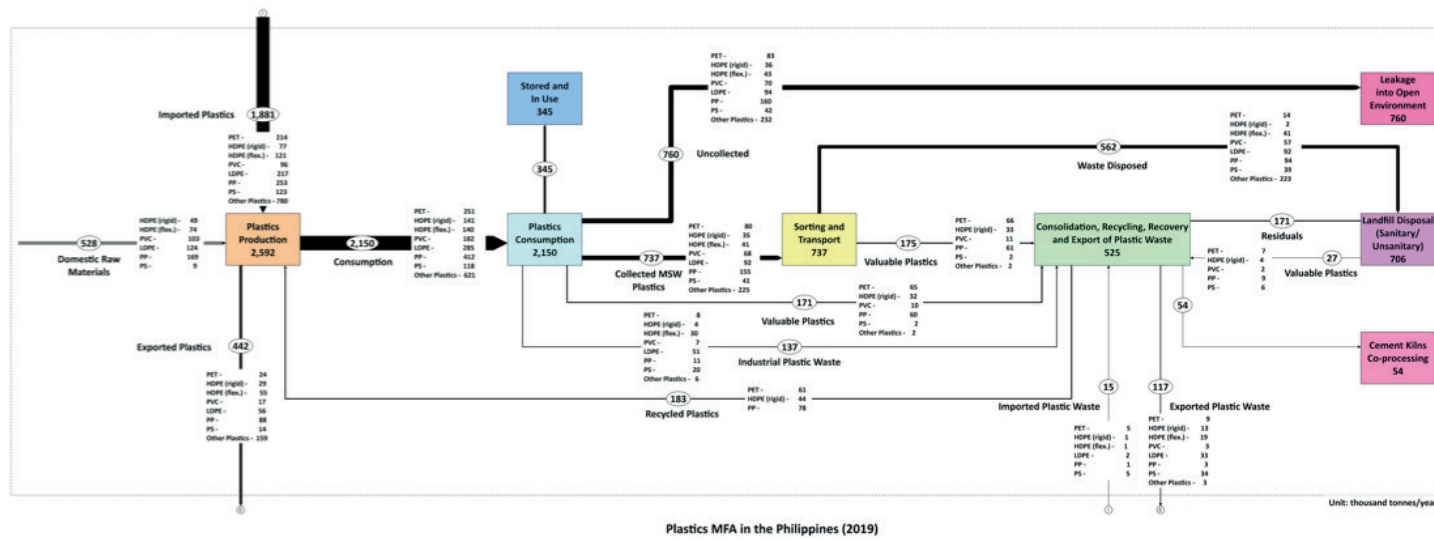 Imported Plastics
1,881
PET - 214
HDPE (rigid) - 77
HDPE (flex.) - 121
PVC - 96
LDPE - 217
PP - 253
PS - 123
Other Plastics - 780
HDPE (rigid) - 49
HDPE (flex.) - 74
PVC - 103
LDPE - 124
PP - 169
PS - 9
528
Domestic Raw
Materials
Plastics
Production
2,592
2,150
Consumption
PET - 251
HDPE (rigid) - 141
HDPE (flex.) - 140
PVC - 182
LDPE - 285
PP - 412
PS - 118
Other Plastics - 621
Exported Plastics
442
PET - 24
HDPE (rigid) - 29
HDPE (flex.) - 55
PVC - 17
LDPE - 56
PP - 88
PS - 14
Other Plastics - 159
Stored and
In Use
345
345
Plastics
Consumption
2,150
PET - 83
HDPE (rigid) - 36
HDPE (flex.) - 43
PVC - 70
LDPE - 94
PP - 160
PS - 42
Other Plastics - 232
760
Uncollected
Leakage
into Open
Environment
760
737
Collected MSW
Plastics
PET - 80
HDPE (rigid) - 35
HDPE (flex.) - 41
PVC - 68
LDPE - 92
PP - 155
PS - 41
Other Plastics - 225
Sorting and
Transport
737
562
Waste Disposed
PET - 14
HDPE (rigid) - 2
HDPE (flex.) - 41
PVC - 57
LDPE - 92
PP - 94
PS - 39
Other Plastics - 223
175
Valuable Plastics
PET - 66
HDPE (rigid) - 33
PVC - 11
PP - 61
PS - 2
Other Plastics - 2
Consolidation, Recycling, Recovery
and Export of Plastic Waste
525
171
Residuals
Landfill Disposal
(Sanitary/
Unsanitary)
706
27
Valuable Plastics
PET - 7
HDPE (rigid) - 4
PVC - 2
PP - 9
PS - 6
171
Valuable Plastics
PET - 65
HDPE (rigid) - 32
PVC - 10
PP - 60
PS - 2
Other Plastics - 2
PET - 8
HDPE (rigid) - 4
HDPE (flex.) - 30
PVC - 7
LDPE - 51
PP - 11
PS - 20
Other Plastics - 6
137
Industrial Plastic Waste
183
Recycled Plastics
PET - 61
HDPE (rigid) - 44
PP - 78
54
Cement Kilns
Co-processing
54
15
Imported Plastic Waste
PET - 5
HDPE (rigid) - 1
HDPE (flex.) - 1
LDPE - 2
PP - 1
PS - 5
117
Exported Plastic Waste
PET - 9
HDPE (rigid) - 13
HDPE (flex.) - 19
PVC - 3
LDPE - 33
PP - 3
PS - 34
Other Plastics - 3
Unit: thousand tonnes/year
Plastics MFA in the Philippines (2019)